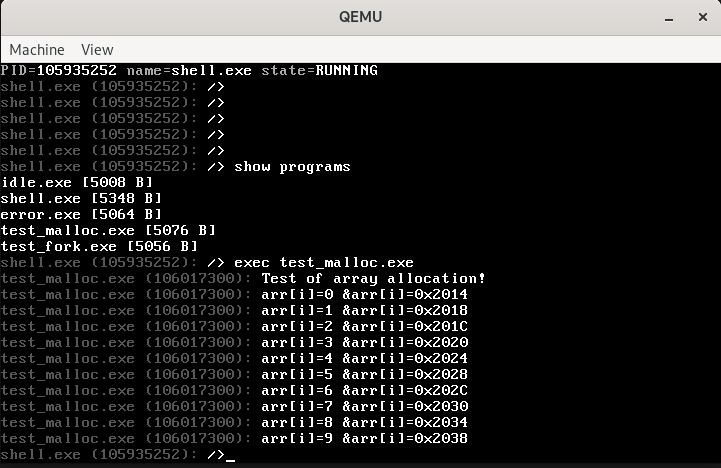 QEMU
Machine View
PID=105935252 name=shell.exe state=RUNNING
shell.exe (105935252): />
shell.exe (105935252): />
shell.exe (105935252): />
shell.exe (105935252): />
shell.exe (105935252): />
shell.exe (105935252): /> show programs
idle.exe [5008 B]
shell.exe [5348 B]
error.exe [5064 B]
test_malloc.exe [5076 B]
test_fork.exe [5056 B]
shell.exe (105935252): /> exec test_malloc.exe
test_malloc.exe (106017300): Test of array allocation!
test_malloc.exe (106017300): arr[i]=0 &arr[i]=0x2014
test_malloc.exe (106017300): arr[i]=1 &arr[i]=0x2018
test_malloc.exe (106017300): arr[i]=2 &arr[i]=0x201C
test_malloc.exe (106017300): arr[i]=3 &arr[i]=0x2020
test_malloc.exe (106017300): arr[i]=4 &arr[i]=0x2024
test_malloc.exe (106017300): arr[i]=5 &arr[i]=0x2028
test_malloc.exe (106017300): arr[i]=6 &arr[i]=0x202C
test_malloc.exe (106017300): arr[i]=7 &arr[i]=0x2030
test_malloc.exe (106017300): arr[i]=8 &arr[i]=0x2034
test_malloc.exe (106017300): arr[i]=9 &arr[i]=0x2038
shell.exe (105935252): />_